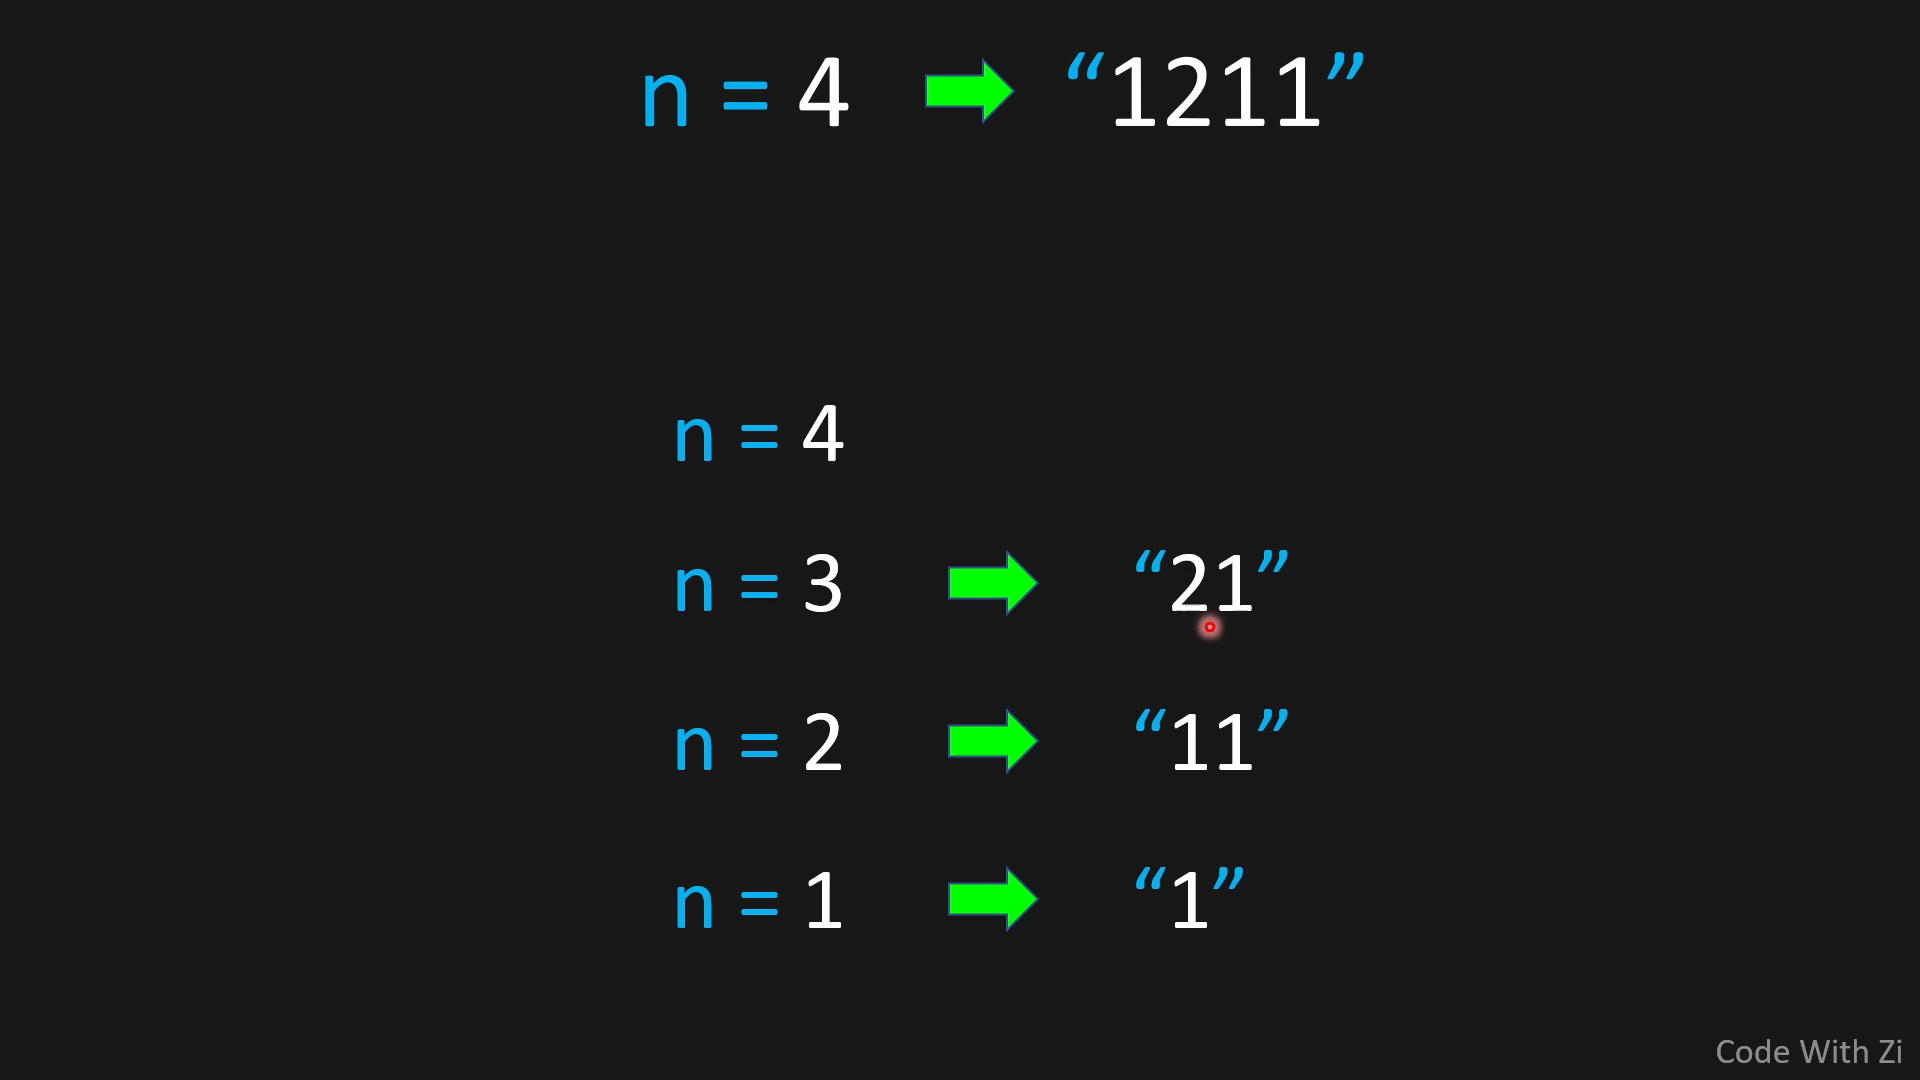 n = 4 “1211”
n = 4
n = 3 “21”
n = 2 “11”
n = 1 “1”
Code With Zi